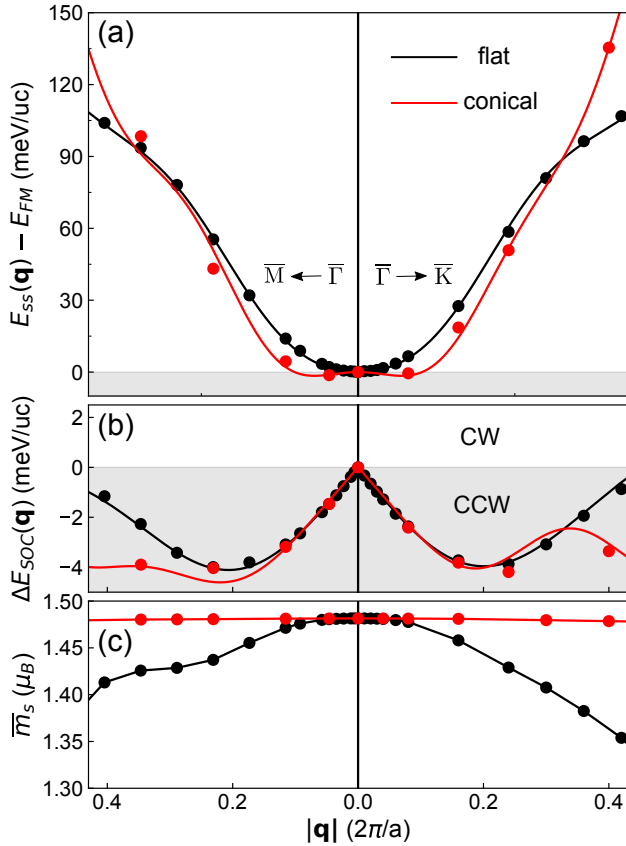 (a)
flat
conical
E_ss(q) − E_FM (meV/uc)
150
120
90
60
30
0
M̅ ← Γ̅
Γ̅ → K̅
(b)
CW
CCW
ΔE_SOC(q) (meV/uc)
2
0
−2
−4
(c)
m̅_s (μ_B)
1.50
1.45
1.40
1.35
1.30
0.4 0.2 0.0 0.2 0.4
|q| (2π/a)